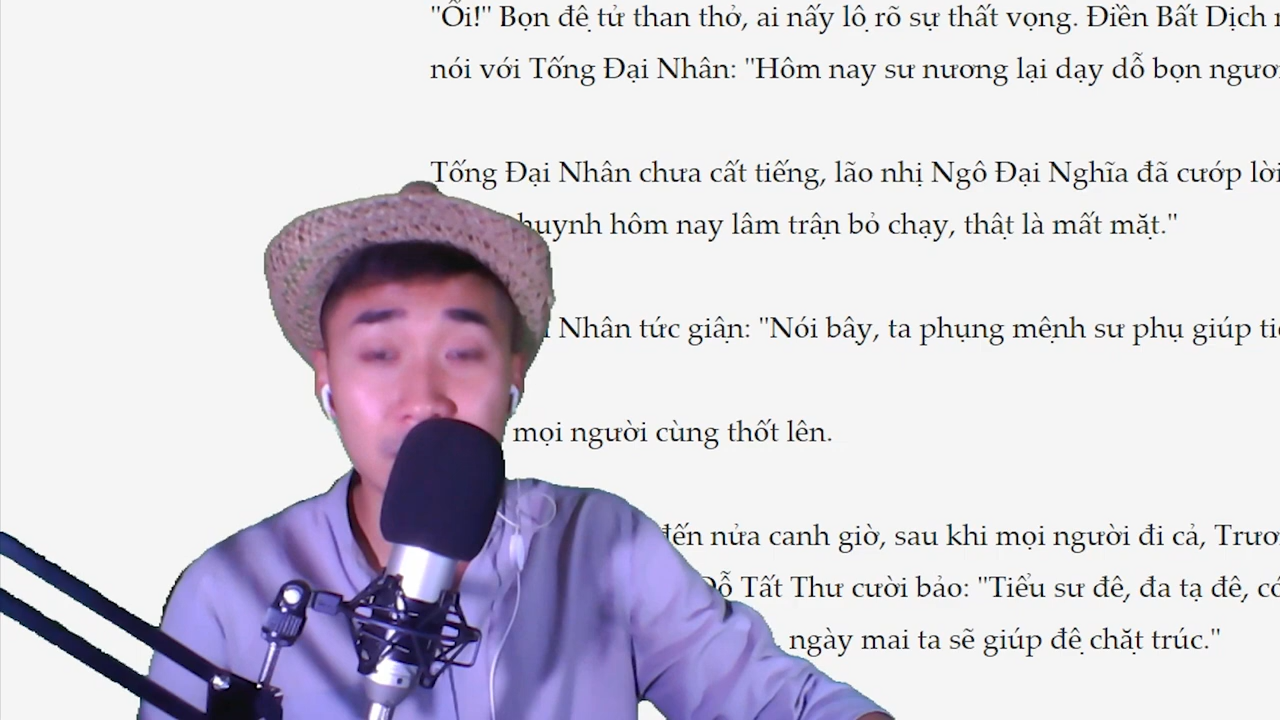 "Ôi!" Bọn đệ tử than thở, ai nấy lộ rõ sự thất vọng. Điền Bất Dịch
nói với Tống Đại Nhân: "Hôm nay sư nương lại dạy dỗ bọn
Tống Đại Nhân chưa cất tiếng, lão nhị Ngô Đại Nghĩa đã cướp
huynh hôm nay lâm trận bỏ chạy, thật là mất mặt."
Nhân tức giận: "Nói bây, ta phụng mệnh sư phụ giúp
mọi người cùng thốt lên.
đến nửa canh giờ, sau khi mọi người đi cả,
Đỗ Tất Thư cười bảo: "Tiểu sư đệ, đa tạ đệ,
ngày mai ta sẽ giúp đệ chặt trúc."